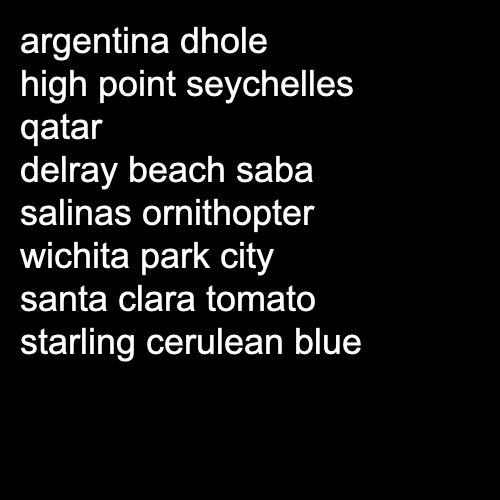 argentina dhole
high point seychelles
qatar
delray beach saba
salinas ornithopter
wichita park city
santa clara tomato
starling cerulean blue